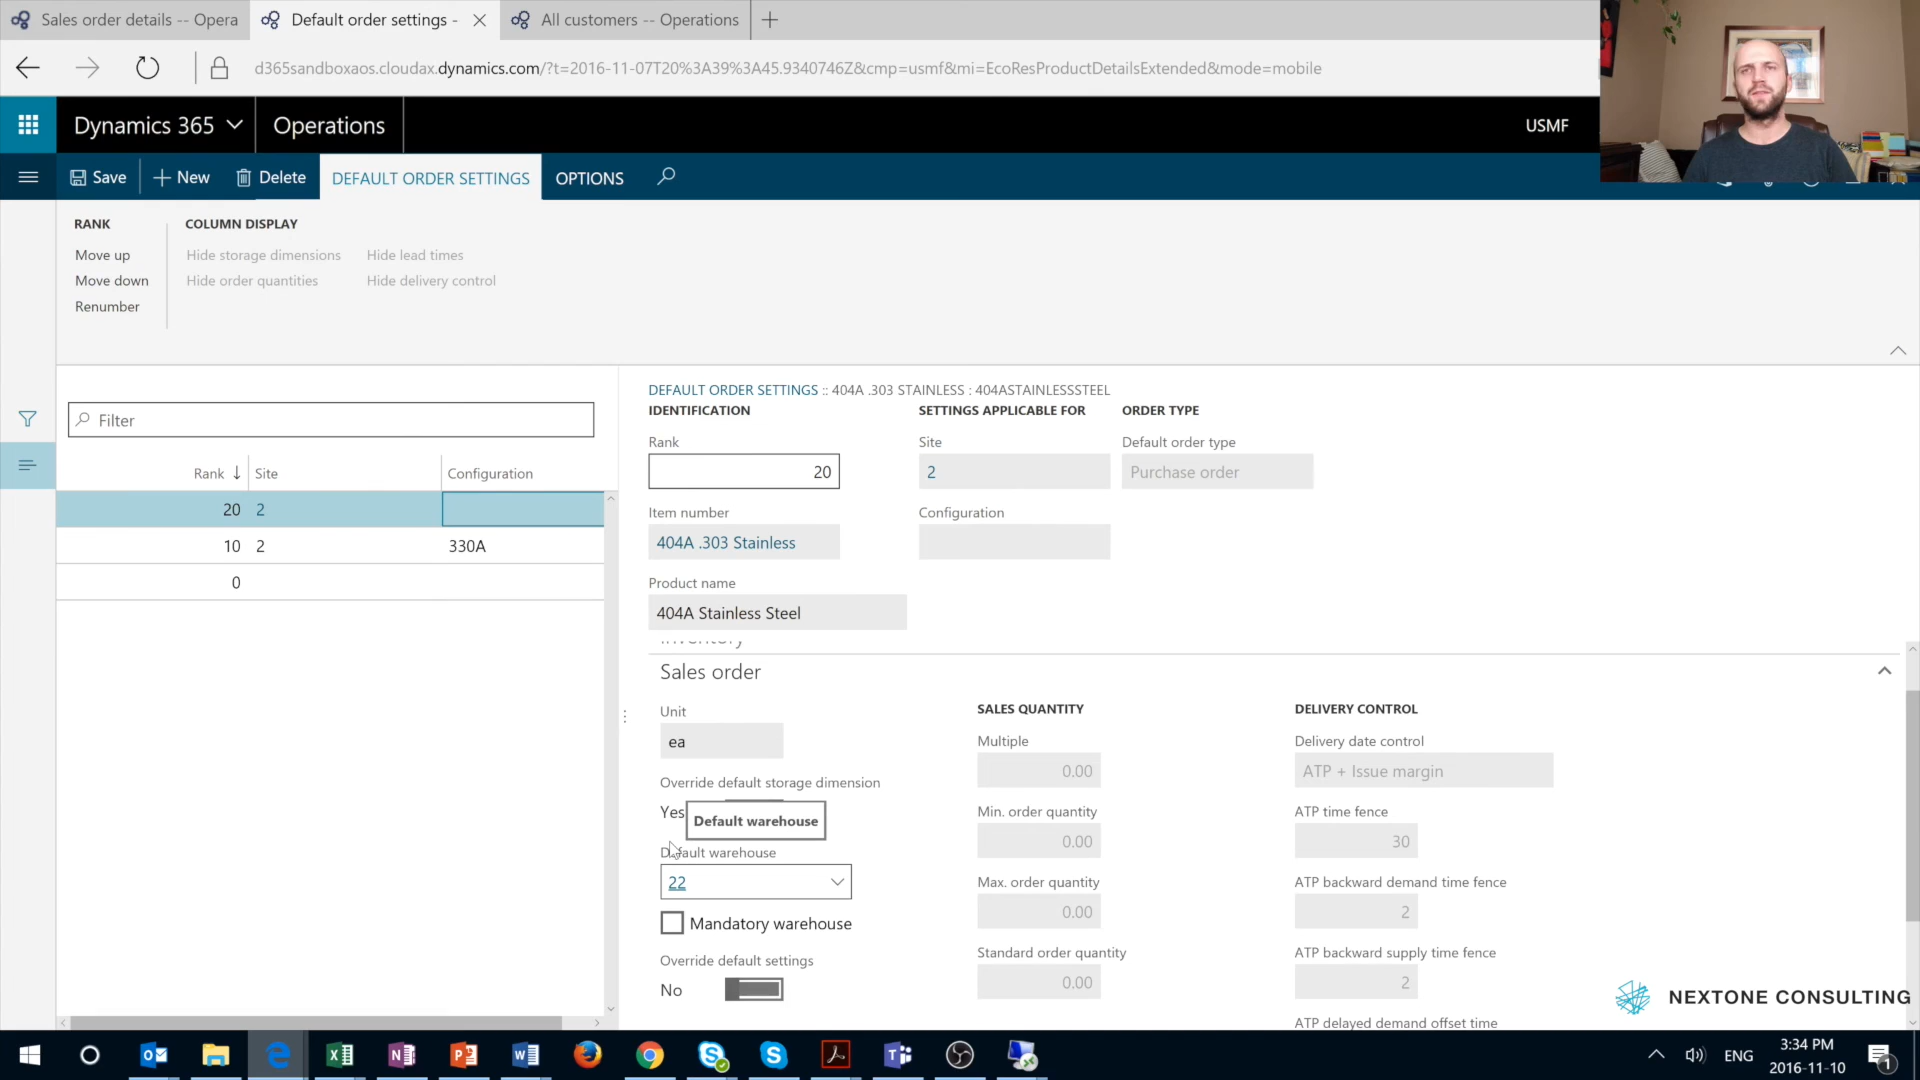 Sales order details -- Opera
Default order settings -
All customers -- Operations
d365sandboxaos.cloudax.dynamics.com/?t=2016-11-07T20%3A39%3A45.9340746Z&cmp=usmf&mi=EcoResProductDetailsExtended&mode=mobile
Dynamics 365
Operations
USMF
Save
New
Delete
DEFAULT ORDER SETTINGS
OPTIONS
RANK
Move up
Move down
Renumber
COLUMN DISPLAY
Hide storage dimensions
Hide lead times
Hide order quantities
Hide delivery control
Filter
Rank
Site
Configuration
20 2
10 2 330A
0
DEFAULT ORDER SETTINGS :: 404A .303 STAINLESS : 404ASTAINLESSSTEEL
IDENTIFICATION
Rank
20
Item number
404A .303 Stainless
Product name
404A Stainless Steel
SETTINGS APPLICABLE FOR
Site
2
Configuration
ORDER TYPE
Default order type
Purchase order
Inventory
Sales order
Unit
ea
Override default storage dimension
Yes
Default warehouse
Default warehouse
22
Mandatory warehouse
Override default settings
No
SALES QUANTITY
Multiple
0.00
Min. order quantity
0.00
Max. order quantity
0.00
Standard order quantity
0.00
DELIVERY CONTROL
Delivery date control
ATP + Issue margin
ATP time fence
30
ATP backward demand time fence
2
ATP backward supply time fence
2
ATP delayed demand offset time
NEXTONE CONSULTING
ENG
3:34 PM
2016-11-10
1